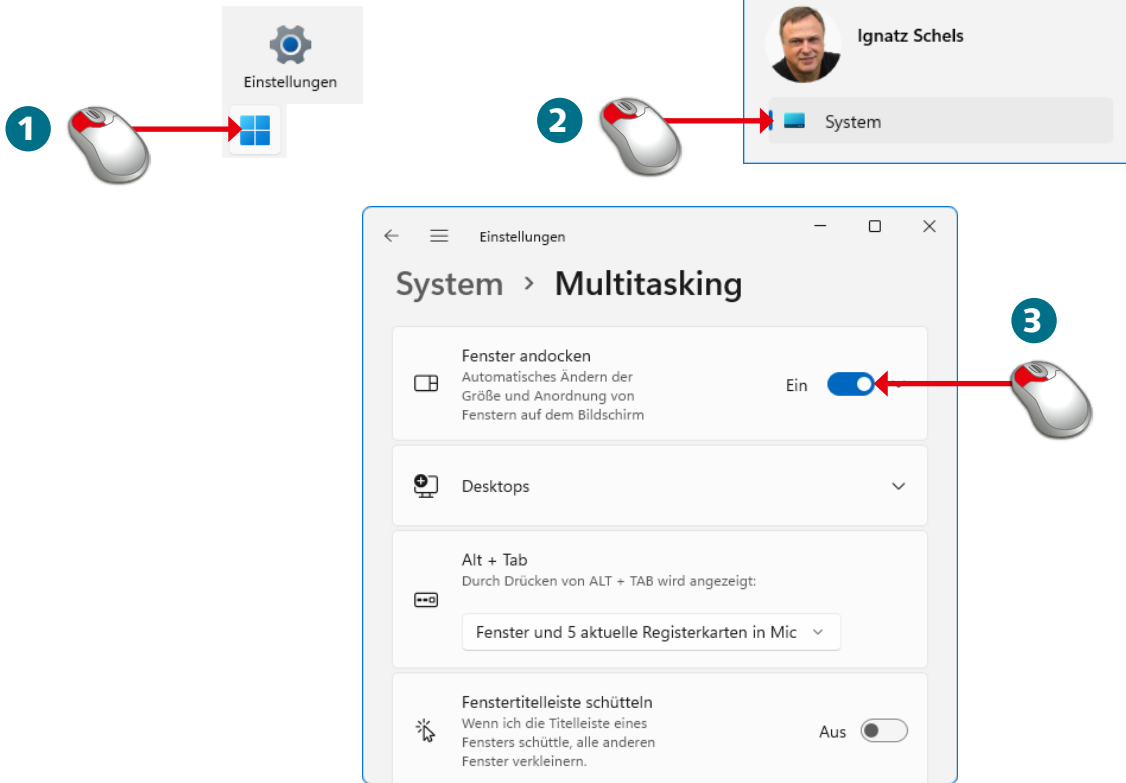 Einstellungen
1
2
Ignatz Schels
System
Einstellungen
System > Multitasking
3
Fenster andocken
Automatisches Ändern der
Größe und Anordnung von
Fenstern auf dem Bildschirm
Ein
Desktops
Alt + Tab
Durch Drücken von ALT + TAB wird angezeigt:
Fenster und 5 aktuelle Registerkarten in Mic
Fenstertitelleiste schütteln
Wenn ich die Titelleiste eines
Fensters schüttle, alle anderen
Fenster verkleinern.
Aus